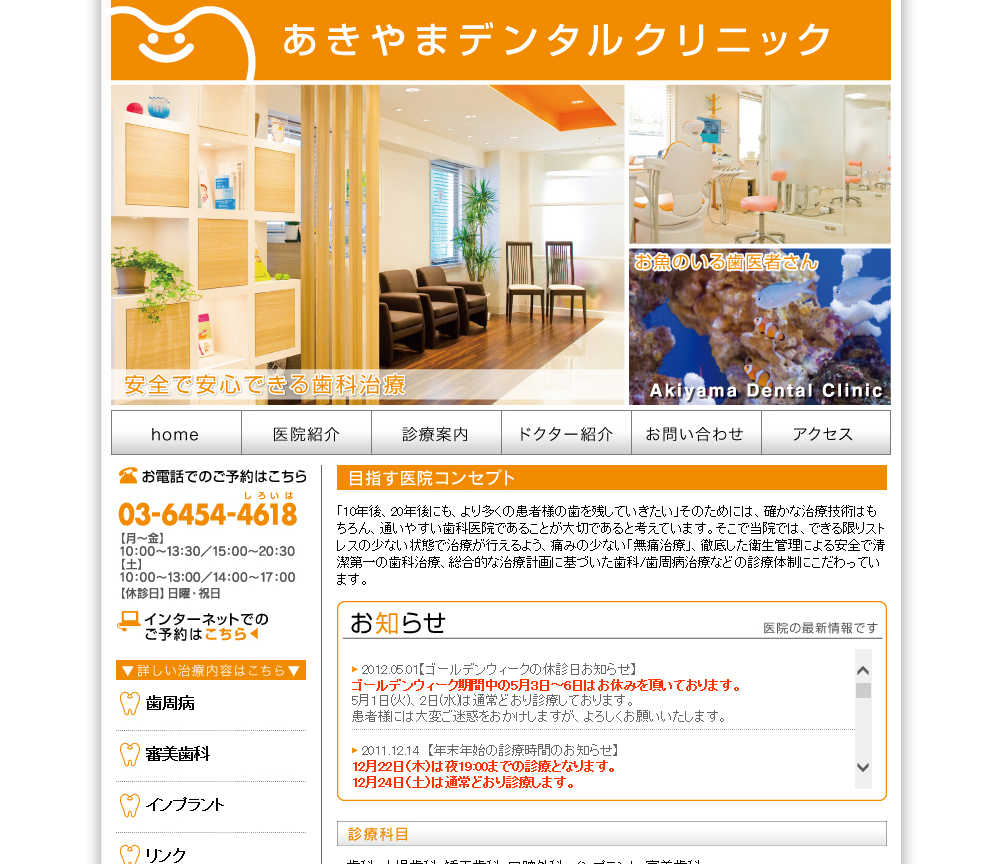 あきやまデンタルクリニック
お魚のいる歯医者さん
安全で安心できる歯科治療
Akiyama Dental Clinic
home 医院紹介 診療案内 ドクター紹介 お問い合わせ アクセス
お電話でのご予約はこちら
しろいは
03-6454-4618
【月～金】
10:00～13:30／15:00～20:30
【土】
10:00～13:00／14:00～17:00
【休診日】日曜・祝日
インターネットでの
ご予約はこちら◀
▼詳しい治療内容はこちら▼
歯周病
審美歯科
インプラント
リンク
目指す医院コンセプト
「10年後、20年後にも、より多くの患者様の歯を残していきたい」そのためには、確かな治療技術はも
ちろん、通いやすい歯科医院であることが大切であると考えています。そこで当院では、できる限りスト
レスの少ない状態で治療が行えるよう、痛みの少ない「無痛治療」、徹底した衛生管理による安全で清
潔第一の歯科治療、総合的な治療計画に基づいた歯科/歯周病治療などの診療体制にこだわってい
ます。
お知らせ
医院の最新情報です
2012.05.01【ゴールデンウィークの休診日お知らせ】
ゴールデンウィーク期間中の5月3日～6日はお休みを頂いております。
5月1日(火)、2日(水)は通常どおり診療しております。
患者様には大変ご迷惑をおかけしますが、よろしくお願いいたします。
2011.12.14 【年末年始の診療時間のお知らせ】
12月22日（木）は夜19:00までの診療となります。
12月24日（土）は通常どおり診療します。
診療科目